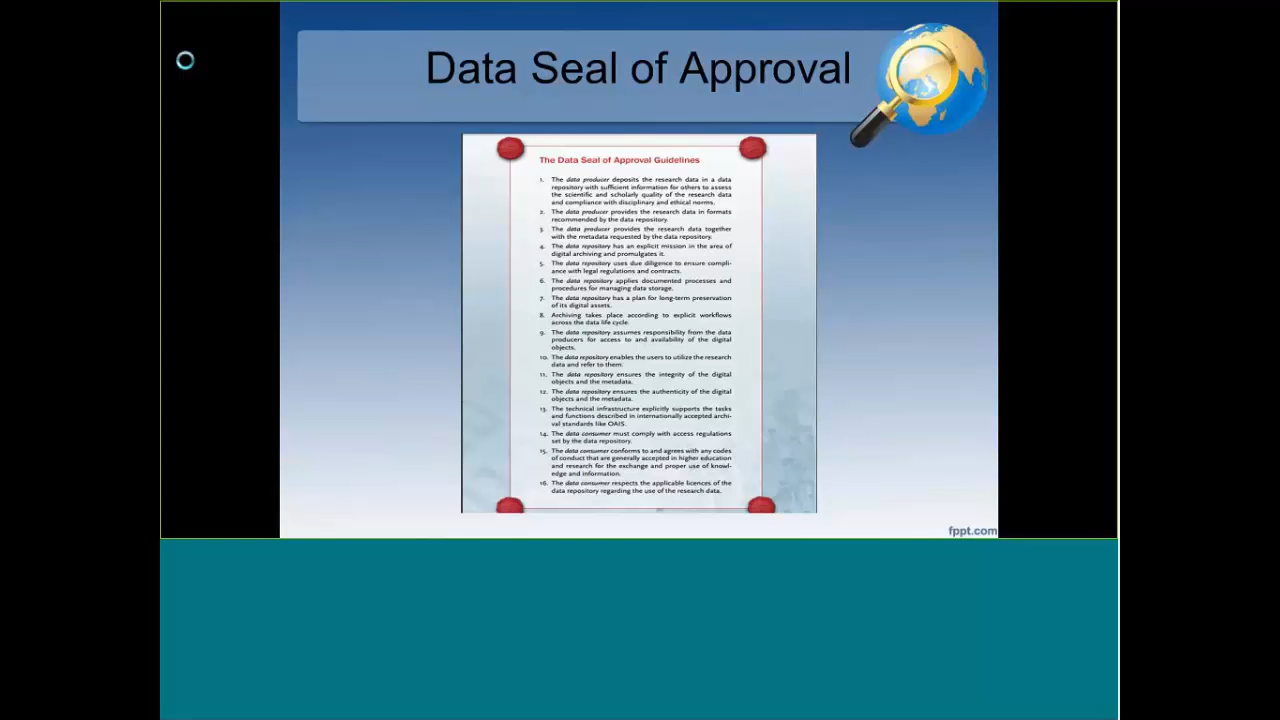 Data Seal of Approval
The Data Seal of Approval Guidelines
1. The data producer deposits the research data in a data
repository with sufficient information for others to assess
the scientific and scholarly quality of the research data
and compliance with disciplinary and ethical norms.
2. The data producer provides the research data in formats
recommended by the data repository.
3. The data producer provides the research data together
with the metadata requested by the data repository.
4. The data repository has an explicit mission in the area of
digital archiving and promulgates it.
5. The data repository uses due diligence to ensure compli-
ance with legal regulations and contracts.
6. The data repository applies documented processes and
procedures for managing data storage.
7. The data repository has a plan for long-term preservation
of its digital assets.
8. Archiving takes place according to explicit workflows
across the data life cycle.
9. The data repository assumes responsibility from the data
producers for access to and availability of the digital
objects.
10. The data repository enables the users to utilize the research
data and refer to them.
11. The data repository ensures the integrity of the digital
objects and the metadata.
12. The data repository ensures the authenticity of the digital
objects and the metadata.
13. The technical infrastructure explicitly supports the tasks
and functions described in internationally accepted archi-
val standards like OAIS.
14. The data consumer must comply with access regulations
set by the data repository.
15. The data consumer conforms to and agrees with any codes
of conduct that are generally accepted in higher education
and research for the exchange and proper use of knowl-
edge and information.
16. The data consumer respects the applicable licences of the
data repository regarding the use of the research data.
fppt.com